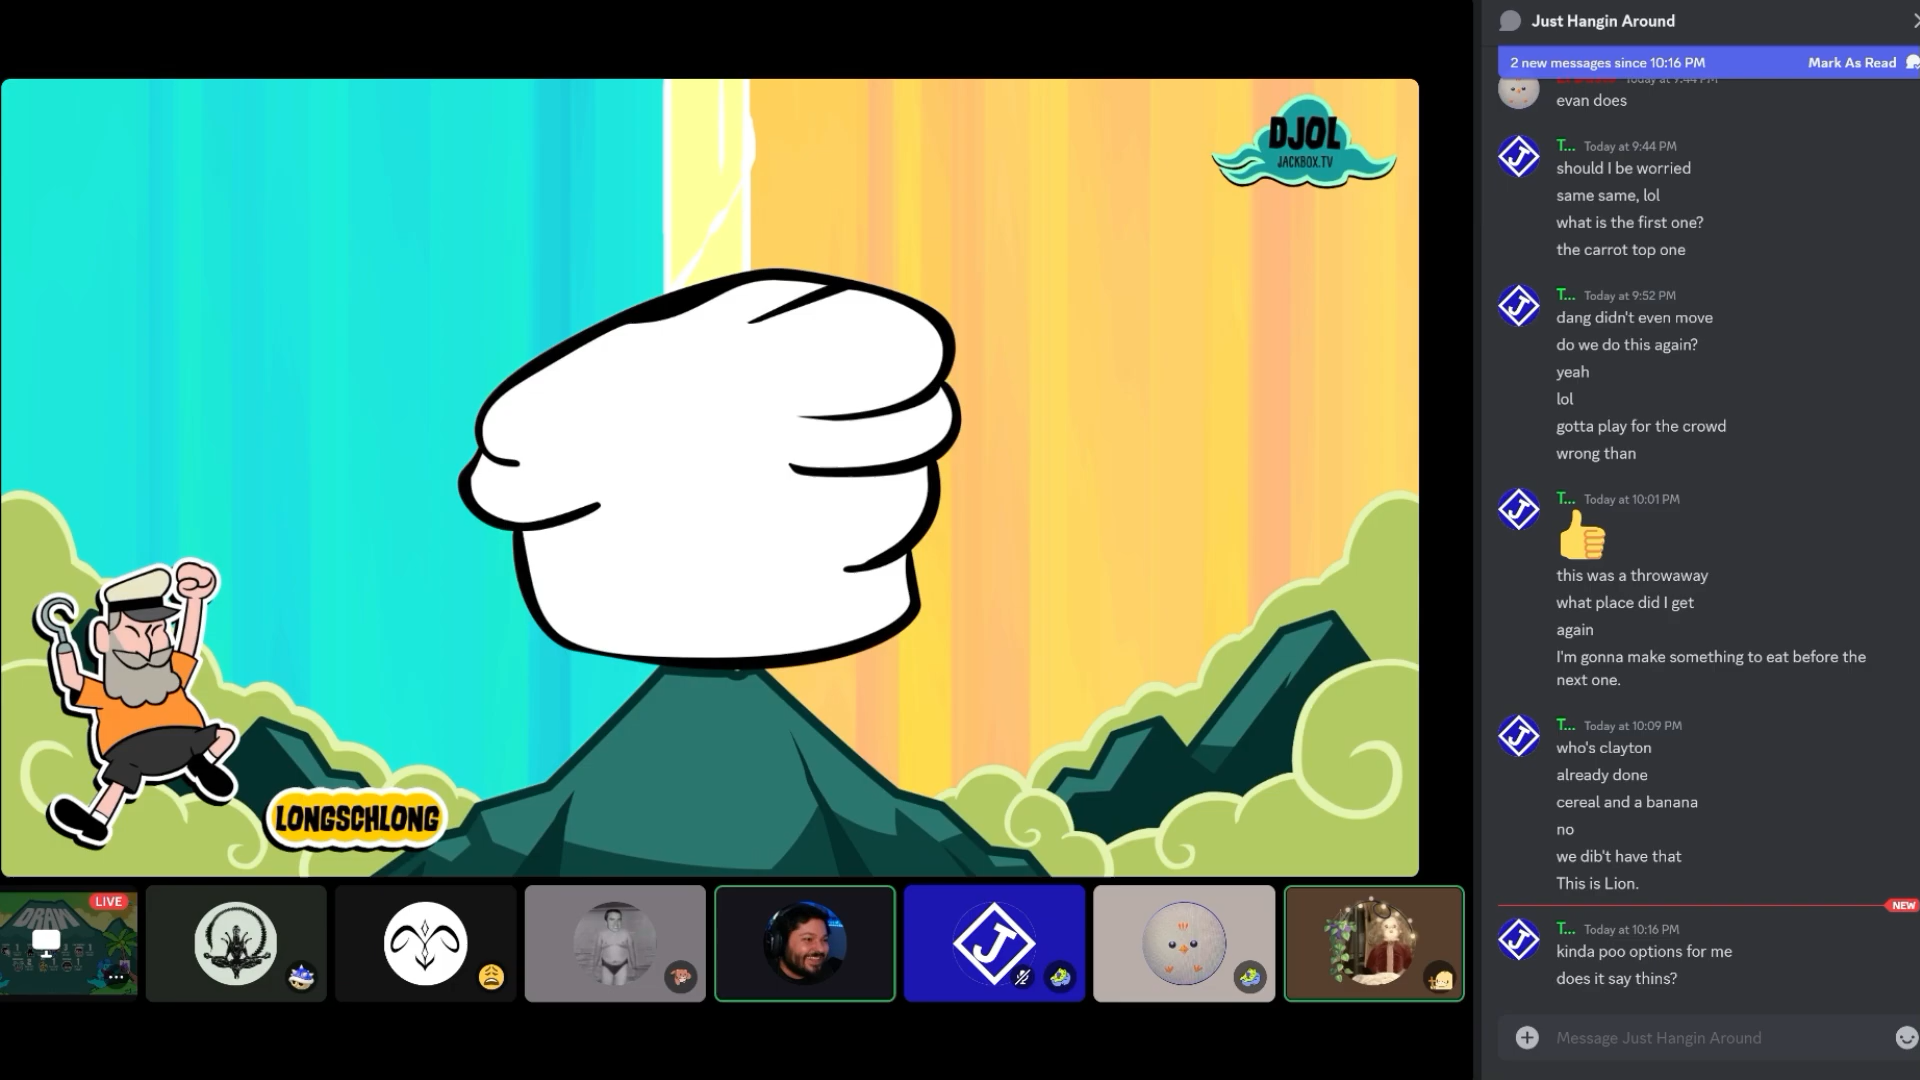 DJOL
JACKBOX.TV
LONGSCHLONG
LIVE
DRAW
Just Hangin Around
2 new messages since 10:16 PM
Mark As Read
Today at 9:44 PM
evan does
T... Today at 9:44 PM
should I be worried
same same, lol
what is the first one?
the carrot top one
T... Today at 9:52 PM
dang didn't even move
do we do this again?
yeah
lol
gotta play for the crowd
wrong than
T... Today at 10:01 PM
this was a throwaway
what place did I get
again
I'm gonna make something to eat before the
next one.
T... Today at 10:09 PM
who's clayton
already done
cereal and a banana
no
we dib't have that
This is Lion.
NEW
T... Today at 10:16 PM
kinda poo options for me
does it say thins?
Message Just Hangin Around